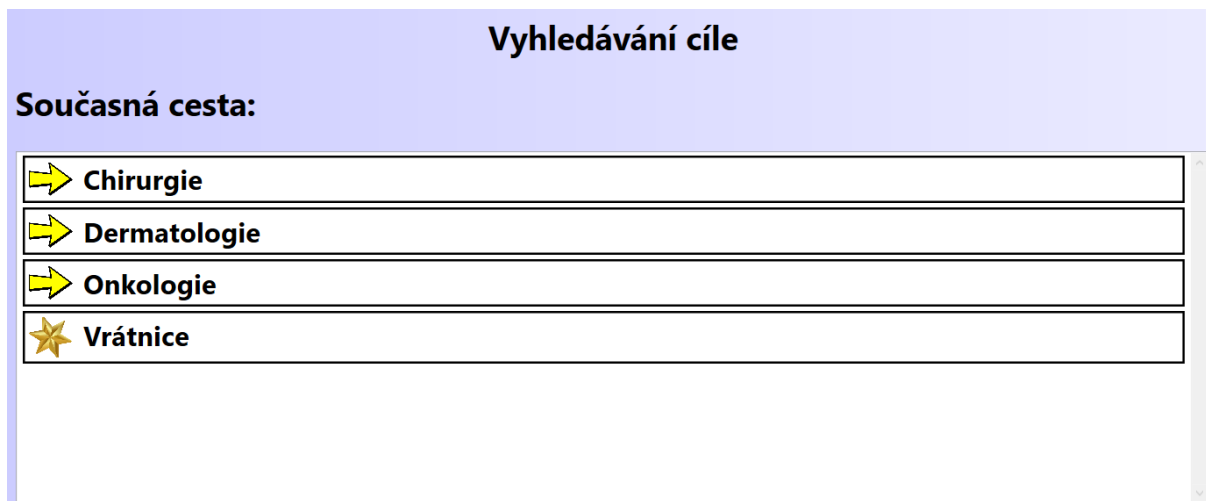 Vyhledávání cíle
Současná cesta:
Chirurgie
Dermatologie
Onkologie
Vrátnice